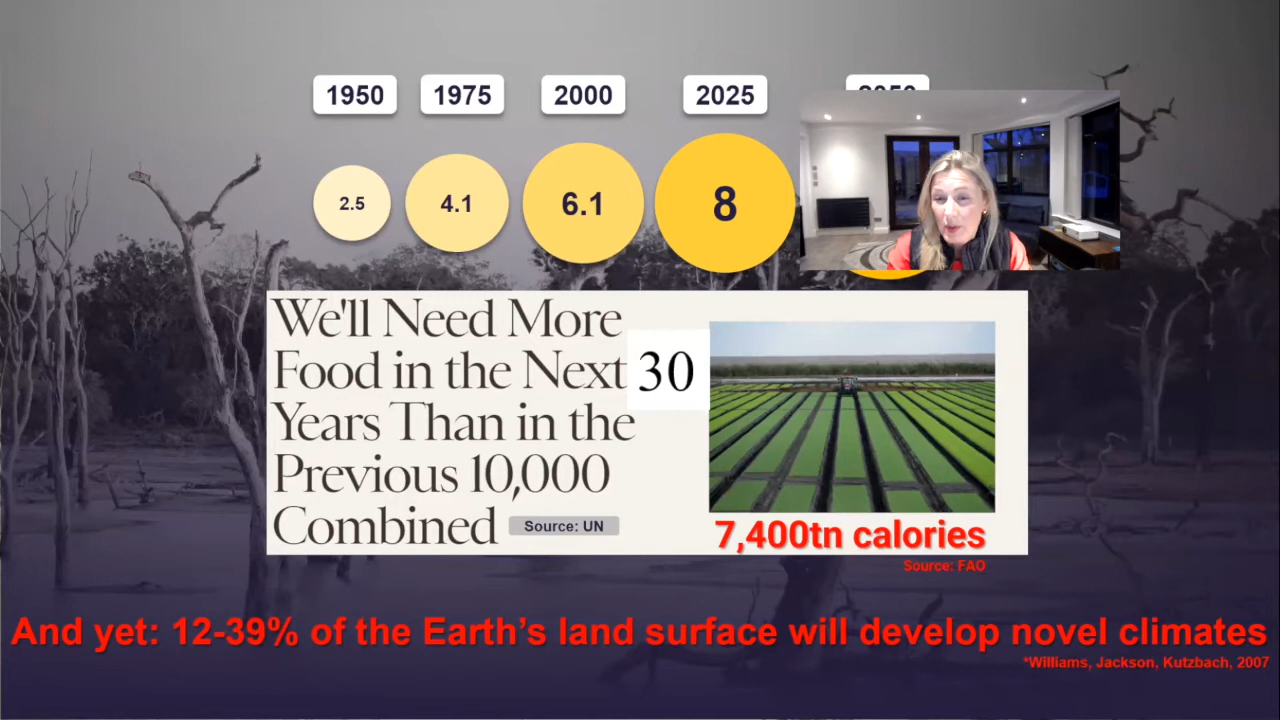 1950 1975 2000 2025 2050
2.5 4.1 6.1 8
We'll Need More
Food in the Next 30
Years Than in the
Previous 10,000
Combined Source: UN
7,400tn calories
Source: FAO
And yet: 12-39% of the Earth's land surface will develop novel climates
*Williams, Jackson, Kutzbach, 2007